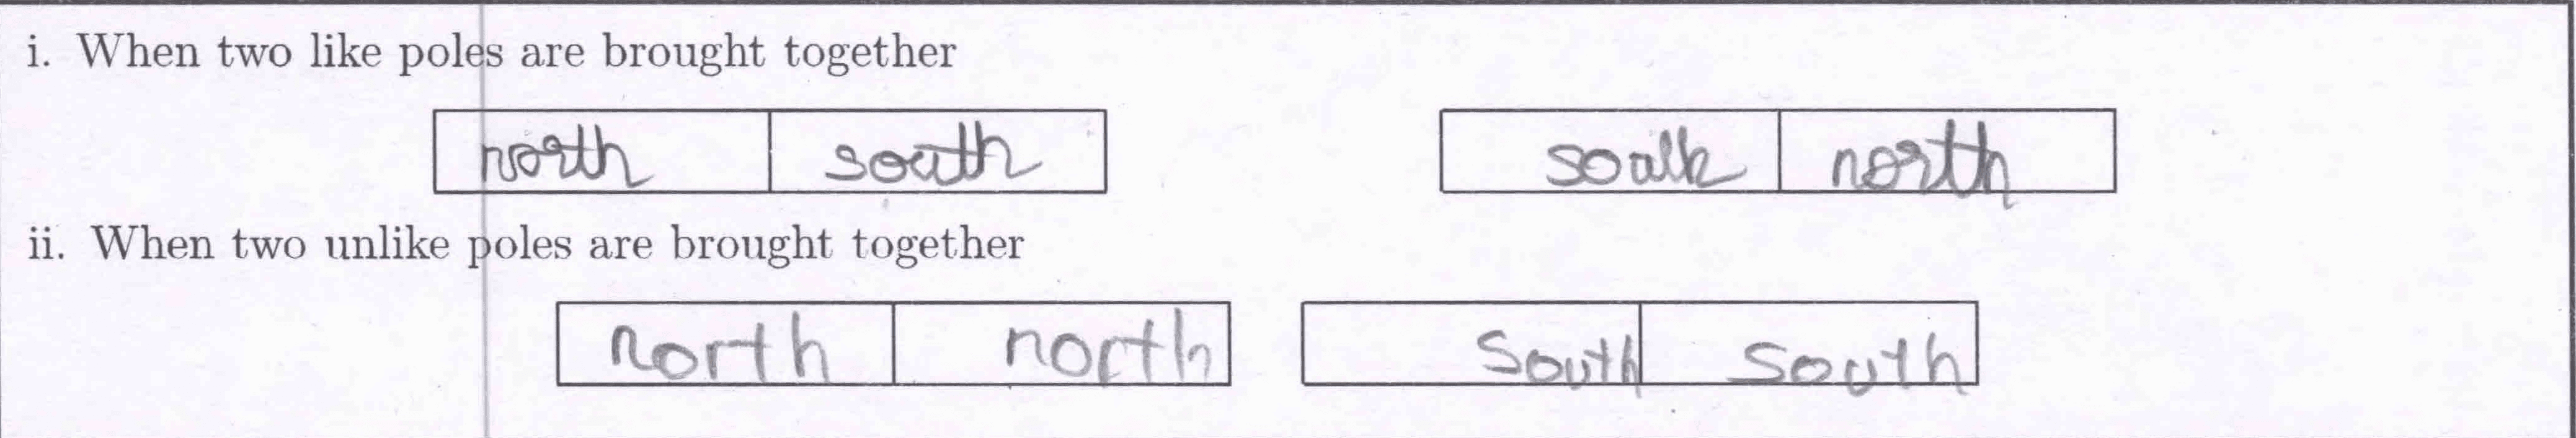 i. When two like poles are brought together
north south south north
ii. When two unlike poles are brought together
north north south south